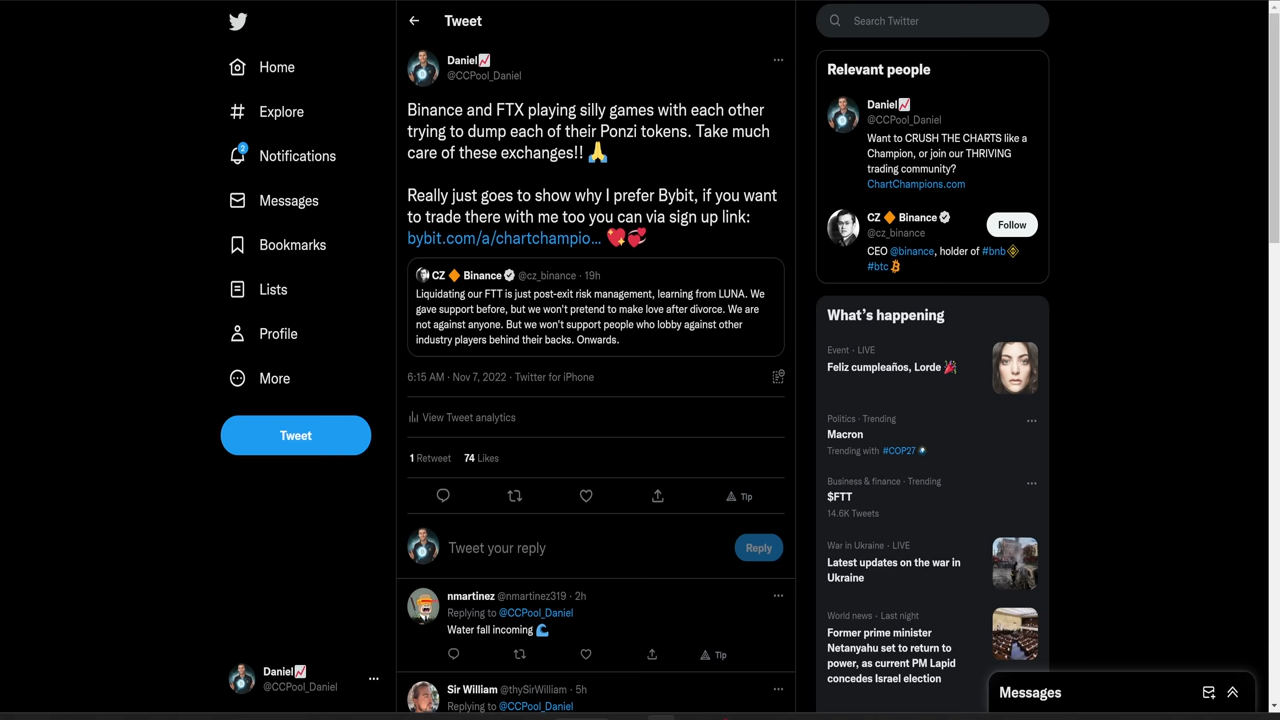 Home
Explore
2
Notifications
Messages
Bookmarks
Lists
Profile
More
Tweet
Daniel
@CCPool_Daniel
Tweet
Daniel
@CCPool_Daniel
Binance and FTX playing silly games with each other
trying to dump each of their Ponzi tokens. Take much
care of these exchanges!! 🙏
Really just goes to show why I prefer Bybit, if you want
to trade there with me too you can via sign up link:
bybit.com/a/chartchampio… 💖💞
CZ 🔶 Binance @cz_binance · 19h
Liquidating our FTT is just post-exit risk management, learning from LUNA. We
gave support before, but we won't pretend to make love after divorce. We are
not against anyone. But we won't support people who lobby against other
industry players behind their backs. Onwards.
6:15 AM · Nov 7, 2022 · Twitter for iPhone
View Tweet analytics
1 Retweet 74 Likes
Tip
Tweet your reply
Reply
nmartinez @nmartinez319 · 2h
Replying to @CCPool_Daniel
Water fall incoming 🌊
Tip
Sir William @thySirWilliam · 5h
Replying to @CCPool_Daniel
Search Twitter
Relevant people
Daniel
@CCPool_Daniel
Want to CRUSH THE CHARTS like a
Champion, or join our THRIVING
trading community?
ChartChampions.com
CZ 🔶 Binance
@cz_binance
Follow
CEO @binance, holder of #bnb
#btc
What's happening
Event · LIVE
Feliz cumpleaños, Lorde 🎉
Politics · Trending
Macron
Trending with #COP27
Business & finance · Trending
$FTT
14.6K Tweets
War in Ukraine · LIVE
Latest updates on the war in
Ukraine
World news · Last night
Former prime minister
Netanyahu set to return to
power, as current PM Lapid
concedes Israel election
Messages